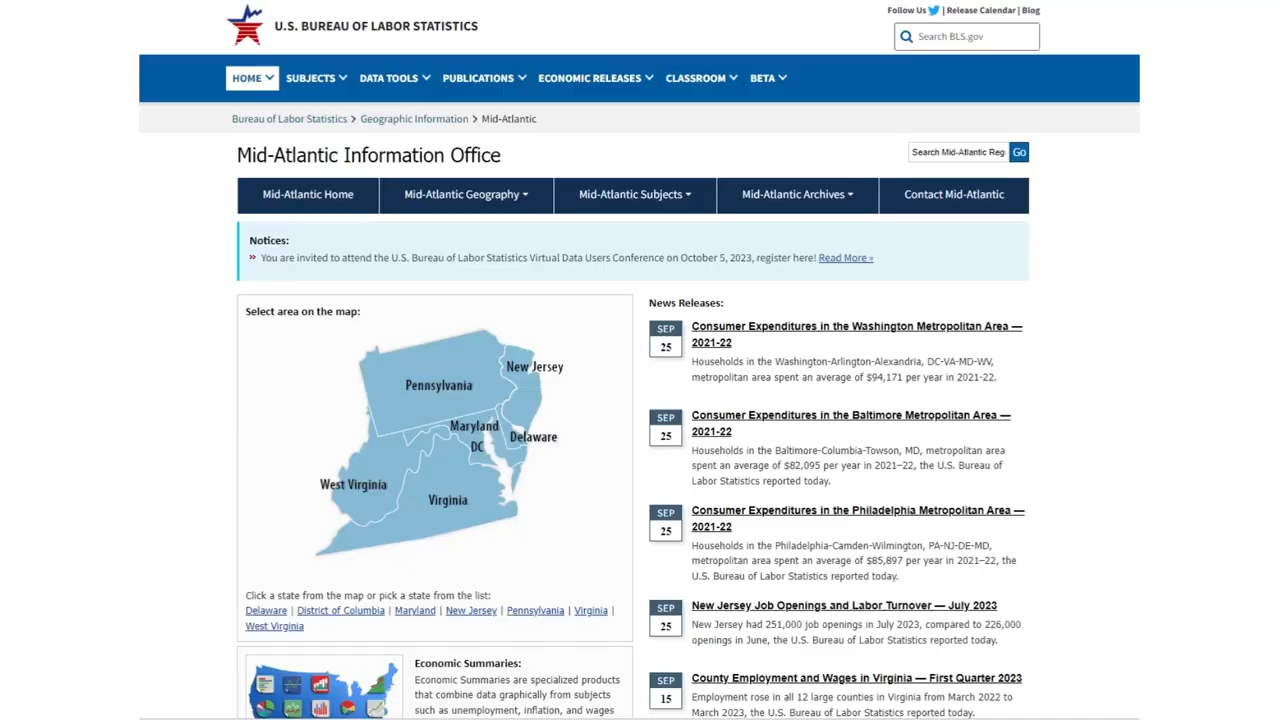 Follow Us | Release Calendar | Blog
U.S. BUREAU OF LABOR STATISTICS
Search BLS.gov
HOME SUBJECTS DATA TOOLS PUBLICATIONS ECONOMIC RELEASES CLASSROOM BETA
Bureau of Labor Statistics > Geographic Information > Mid-Atlantic
Mid-Atlantic Information Office
Search Mid-Atlantic Reg Go
Mid-Atlantic Home Mid-Atlantic Geography Mid-Atlantic Subjects Mid-Atlantic Archives Contact Mid-Atlantic
Notices:
» You are invited to attend the U.S. Bureau of Labor Statistics Virtual Data Users Conference on October 5, 2023, register here! Read More »
Select area on the map:
Pennsylvania
New Jersey
Maryland
DC
Delaware
West Virginia
Virginia
Click a state from the map or pick a state from the list:
Delaware | District of Columbia | Maryland | New Jersey | Pennsylvania | Virginia |
West Virginia
Economic Summaries:
Economic Summaries are specialized products
that combine data graphically from subjects
such as unemployment, inflation, and wages
News Releases:
SEP
25
Consumer Expenditures in the Washington Metropolitan Area —
2021-22
Households in the Washington-Arlington-Alexandria, DC-VA-MD-WV,
metropolitan area spent an average of $94,171 per year in 2021-22.
SEP
25
Consumer Expenditures in the Baltimore Metropolitan Area —
2021-22
Households in the Baltimore-Columbia-Towson, MD, metropolitan area
spent an average of $82,095 per year in 2021–22, the U.S. Bureau of
Labor Statistics reported today.
SEP
25
Consumer Expenditures in the Philadelphia Metropolitan Area —
2021-22
Households in the Philadelphia-Camden-Wilmington, PA-NJ-DE-MD,
metropolitan area spent an average of $85,897 per year in 2021–22, the
U.S. Bureau of Labor Statistics reported today.
SEP
25
New Jersey Job Openings and Labor Turnover — July 2023
New Jersey had 251,000 job openings in July 2023, compared to 226,000
openings in June, the U.S. Bureau of Labor Statistics reported today.
SEP
15
County Employment and Wages in Virginia — First Quarter 2023
Employment rose in all 12 large counties in Virginia from March 2022 to
March 2023, the U.S. Bureau of Labor Statistics reported today.